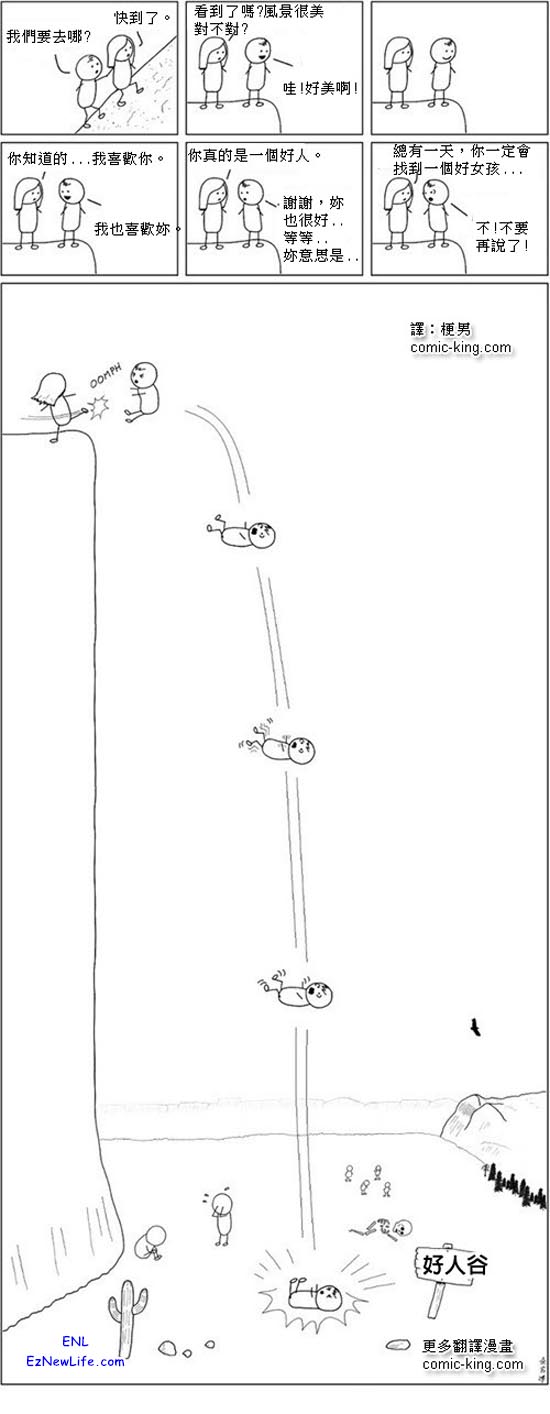 我們要去哪?
快到了。
看到了嗎?風景很美
對不對?
哇!好美啊!
你知道的...我喜歡你。
我也喜歡妳。
你真的是一個好人。
謝謝,妳
也很好..
等等..
妳意思是..
總有一天,你一定會
找到一個好女孩...
不!不要
再說了!
譯:梗男
comic-king.com
OOMPH
好人谷
ENL
EzNewLife.com
更多翻譯漫畫
comic-king.com